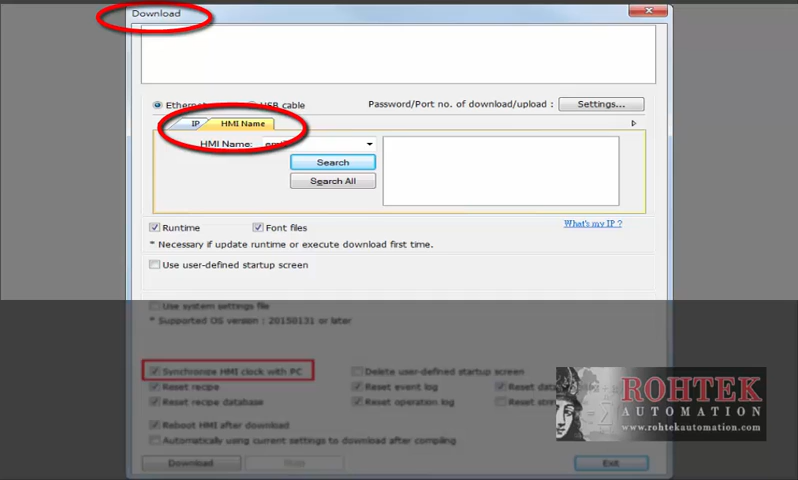 Download
Ethernet USB cable Password/Port no. of download/upload : Settings...
IP HMI Name
HMI Name:
Search
Search All
Runtime Font files What's my IP ?
* Necessary if update runtime or execute download first time.
Use user-defined startup screen
Use system settings file
* Supported OS version : 20150131 or later
Synchronize HMI clock with PC Delete user-defined startup screen
Reset recipe Reset event log Reset
Reset recipe database Reset operation log Reset
Reboot HMI after download
Automatically using current settings to download after compiling
Download Stop Exit
ROHTEK
AUTOMATION
www.rohtekautomation.com